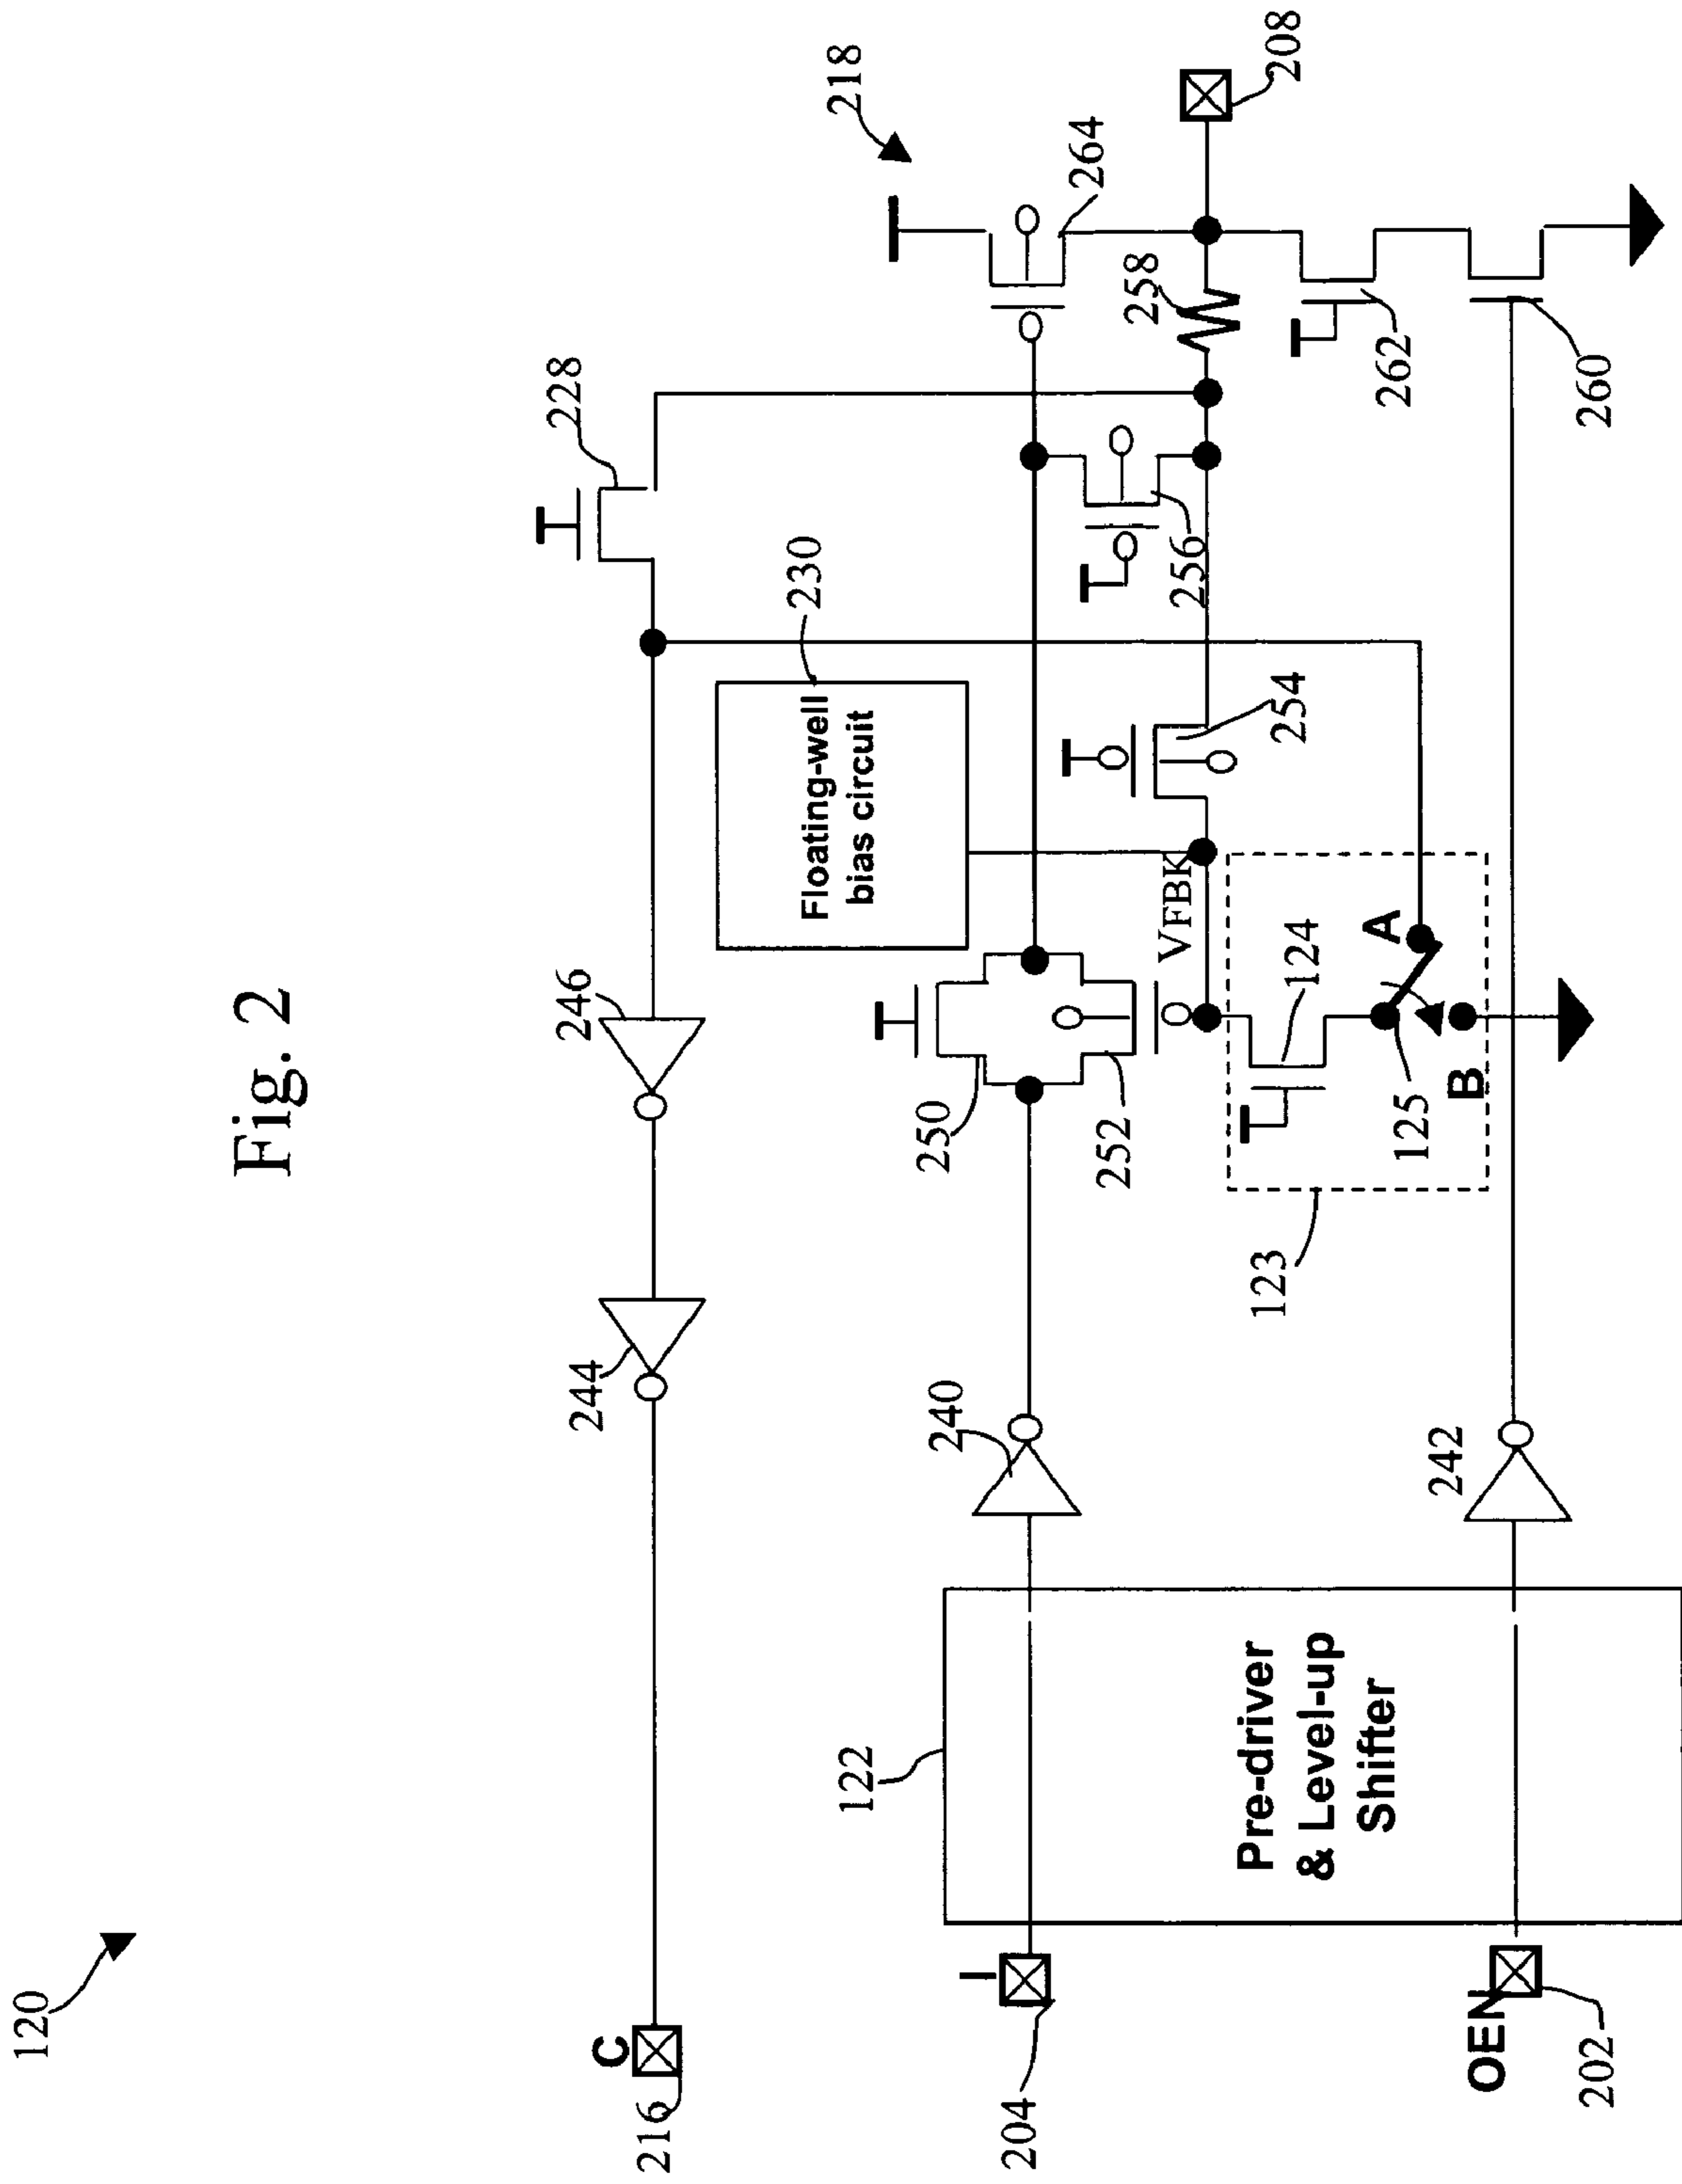 Fig. 2
120
218
228
230
246
244
C
216
Floating-well
bias circuit
264
208
258
256
254
VFBK
250
252
240
122
I
204
Pre-driver
& Level-up
Shifter
123
124
A
125
B
262
260
242
OEN
202